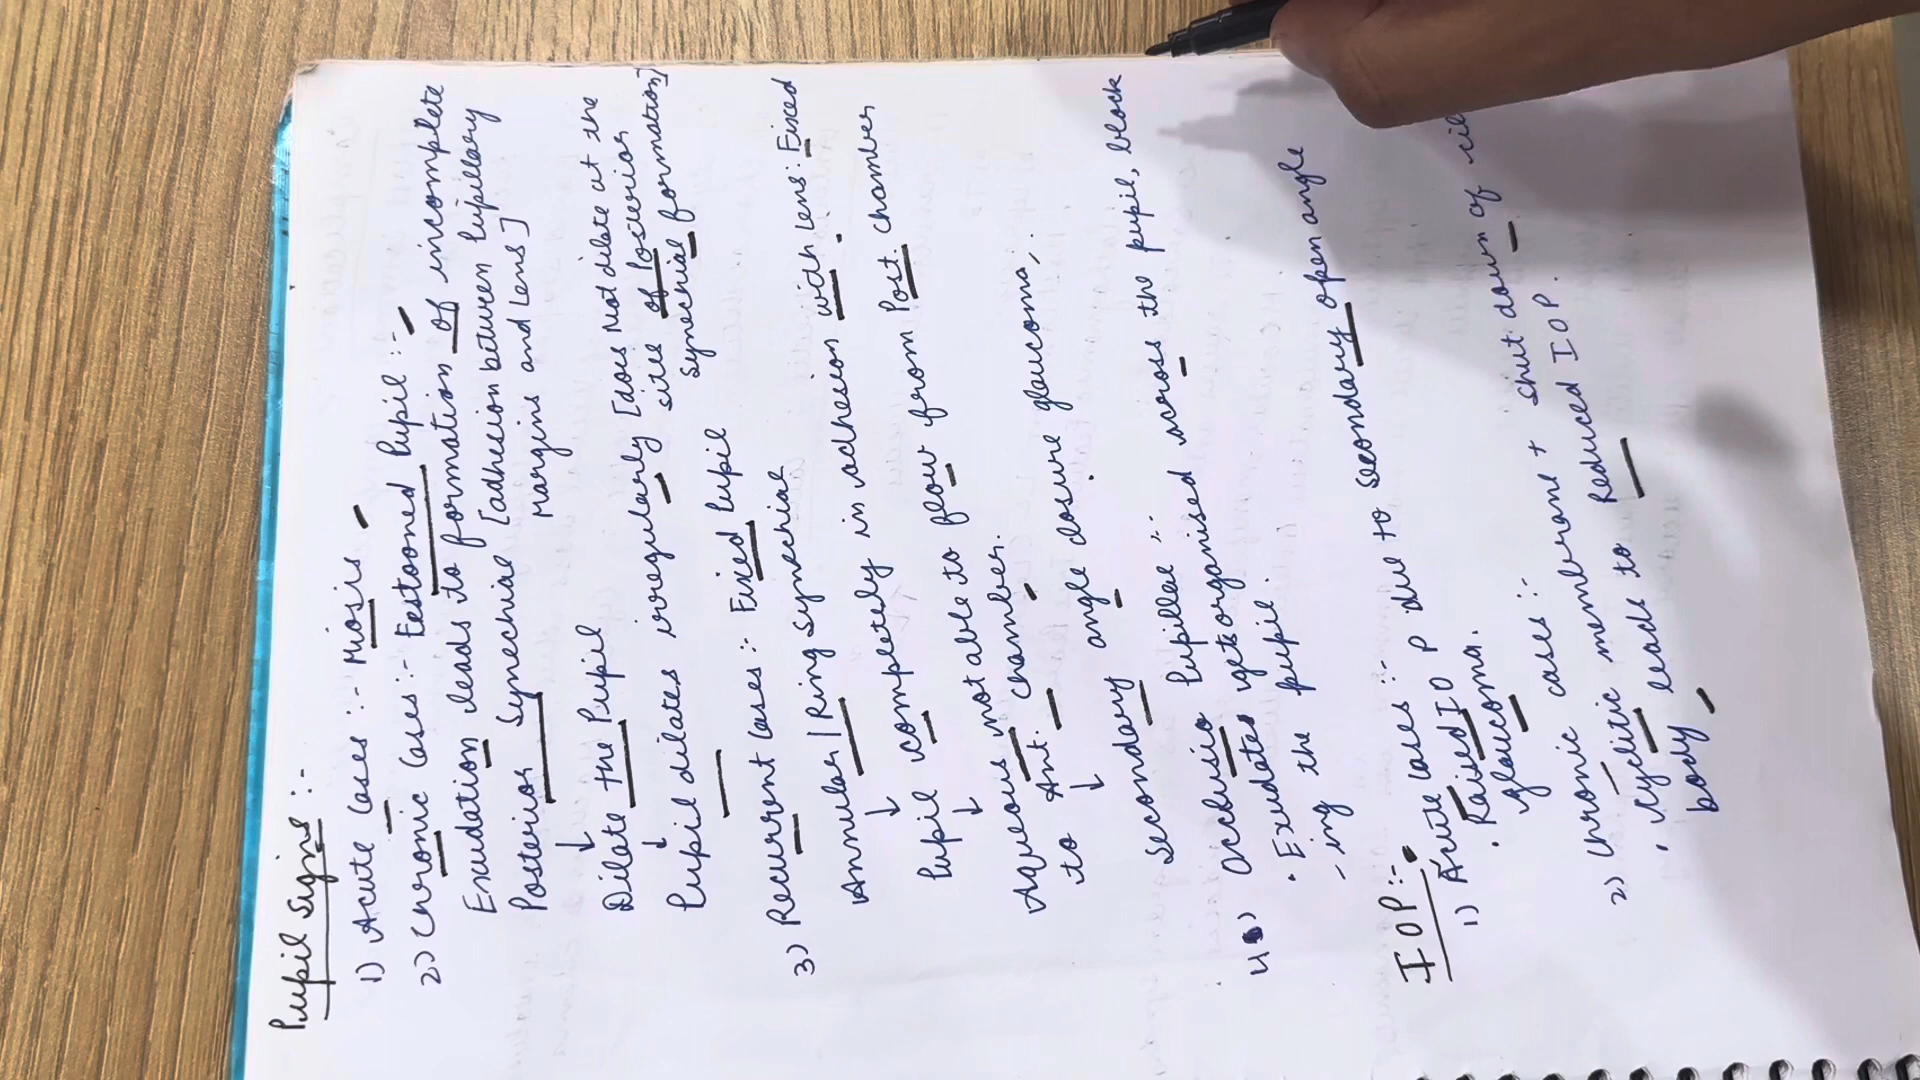 Pupil Signs :-
1) Acute Cases :- Miosis
2) Chronic Cases :- Festooned Pupil :-
Exudation leads to formation of incomplete
Posterior Synechiae [adhesion between Pupillary
Margins and Lens]
↓
Dilate the Pupil
↓
Pupil dilates irregularly [does Not dilate at the
site of Posterior
Synechiae formation]
3) Recurrent Cases :- Fixed Pupil
Annular / Ring Synechiae
↓
Pupil completely in adhesion with Lens : Fixed
↓
Aqueous not able to flow from Post. chamber
to Ant. chamber.
↓
Secondary angle closure glaucoma.
4) Occlusio Pupillae :-
. Exudates gets organised across the pupil, block
-ing the pupil.
IOP :-
1) Acute Cases :-
. Raised IOP due to secondary open angle
glaucoma.
2) Chronic cases :-
. Cyclitic membrane + shut down of
body leads to Reduced IOP.